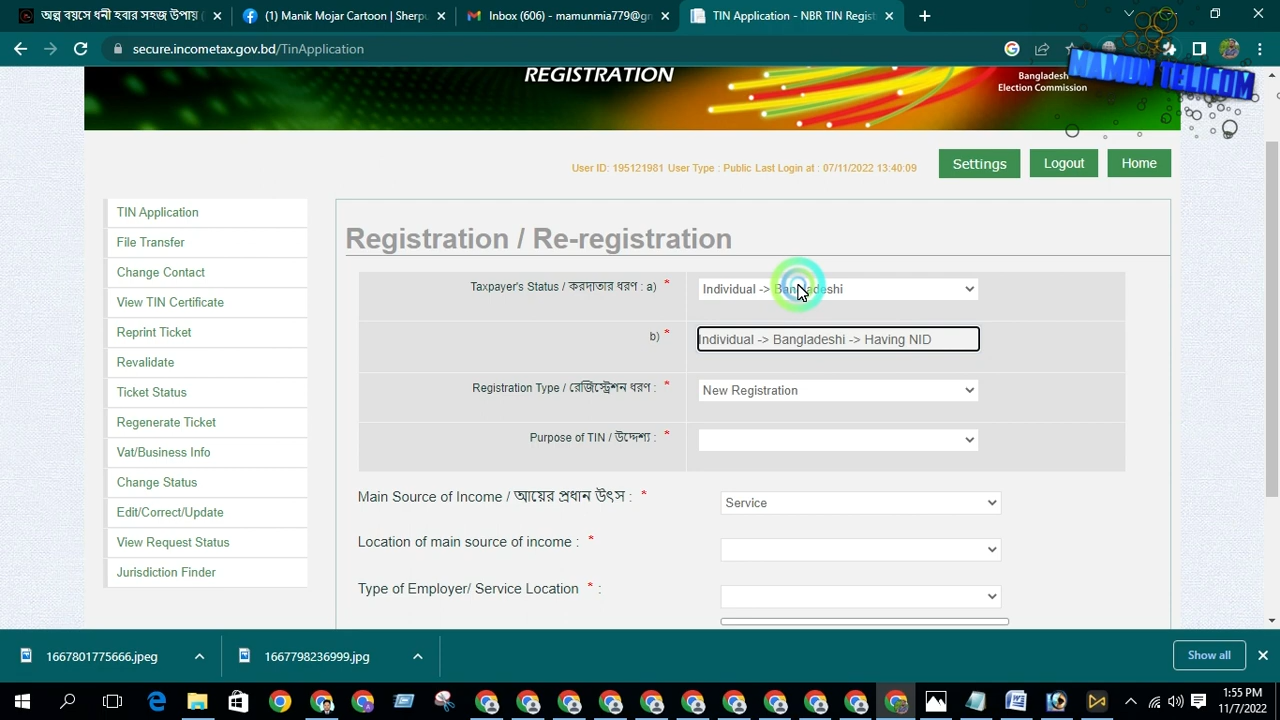 অল্প বয়সে ধনী হবার সহজ উপায় (
(1) Manik Mojar Cartoon | Sherpu
Inbox (606) - mamunmia779@gm
TIN Application - NBR TIN Regist
secure.incometax.gov.bd/TinApplication
MAMUN TELICOM
REGISTRATION
Bangladesh
Election Commission
User ID: 195121981 User Type : Public Last Login at : 07/11/2022 13:40:09
Settings
Logout
Home
TIN Application
File Transfer
Change Contact
View TIN Certificate
Reprint Ticket
Revalidate
Ticket Status
Regenerate Ticket
Vat/Business Info
Change Status
Edit/Correct/Update
View Request Status
Jurisdiction Finder
Registration / Re-registration
Taxpayer's Status / করদাতার ধরণ : a) *
Individual -> Bangladeshi
b) *
Individual -> Bangladeshi -> Having NID
Registration Type / রেজিস্ট্রেশন ধরণ : *
New Registration
Purpose of TIN / উদ্দেশ্য : *
Main Source of Income / আয়ের প্রধান উৎস : *
Service
Location of main source of income : *
Type of Employer/ Service Location * :
1667801775666.jpeg
1667798236999.jpg
Show all
1:55 PM
11/7/2022